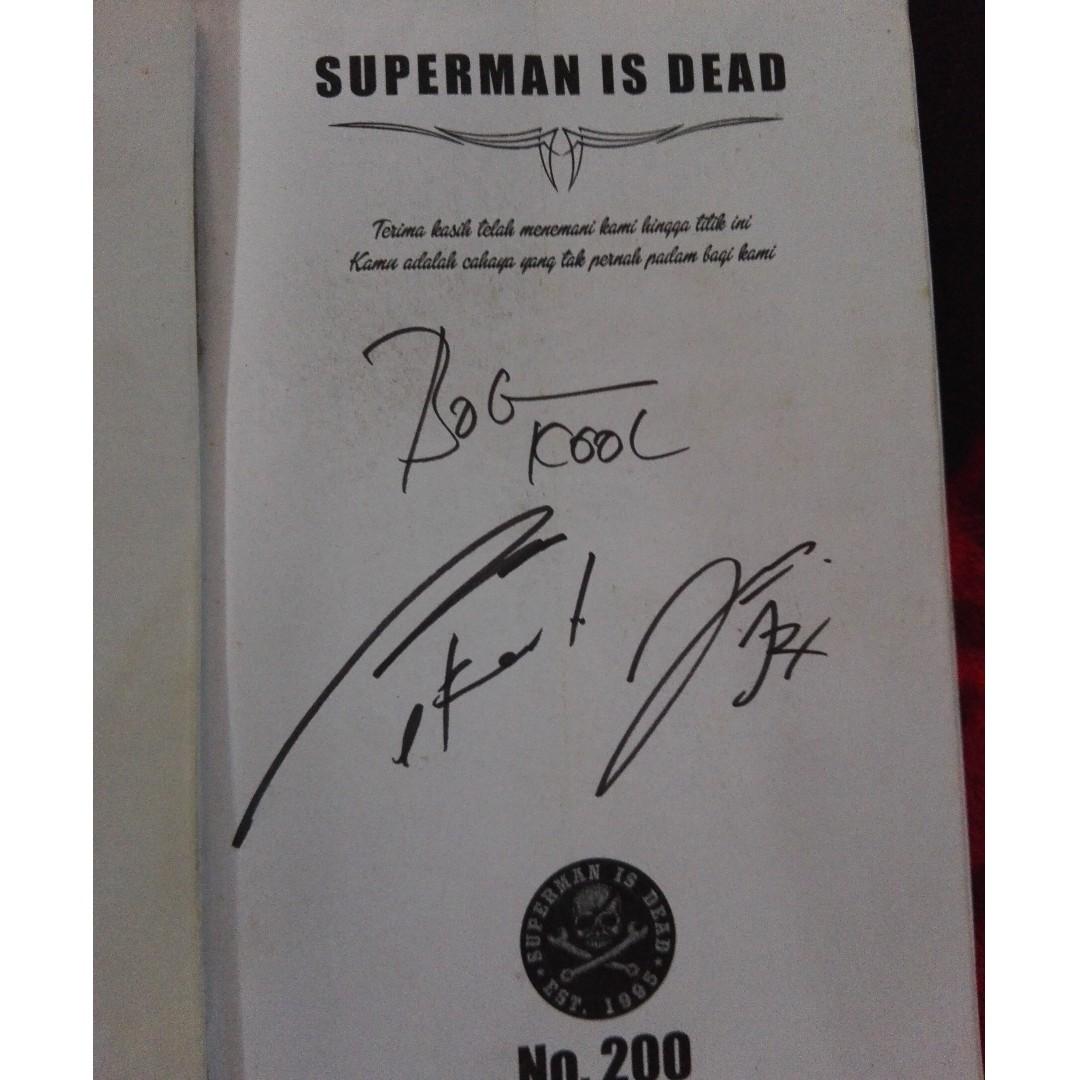 SUPERMAN IS DEAD
Terima kasih telah menemani kami hingga titik ini
Kamu adalah cahaya yang tak pernah padam bagi kami
KOOL
JRX
SUPERMAN IS DEAD
EST. 1995
No. 200